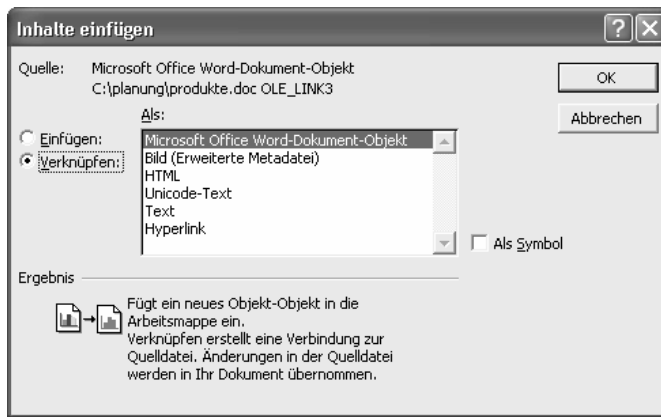 Inhalte einfügen
Quelle: Microsoft Office Word-Dokument-Objekt
C:\planung\produkte.doc OLE_LINK3
OK
Abbrechen
Als:
Einfügen:
Verknüpfen:
Microsoft Office Word-Dokument-Objekt
Bild (Erweiterte Metadatei)
HTML
Unicode-Text
Text
Hyperlink
Als Symbol
Ergebnis
Fügt ein neues Objekt-Objekt in die
Arbeitsmappe ein.
Verknüpfen erstellt eine Verbindung zur
Quelldatei. Änderungen in der Quelldatei
werden in Ihr Dokument übernommen.